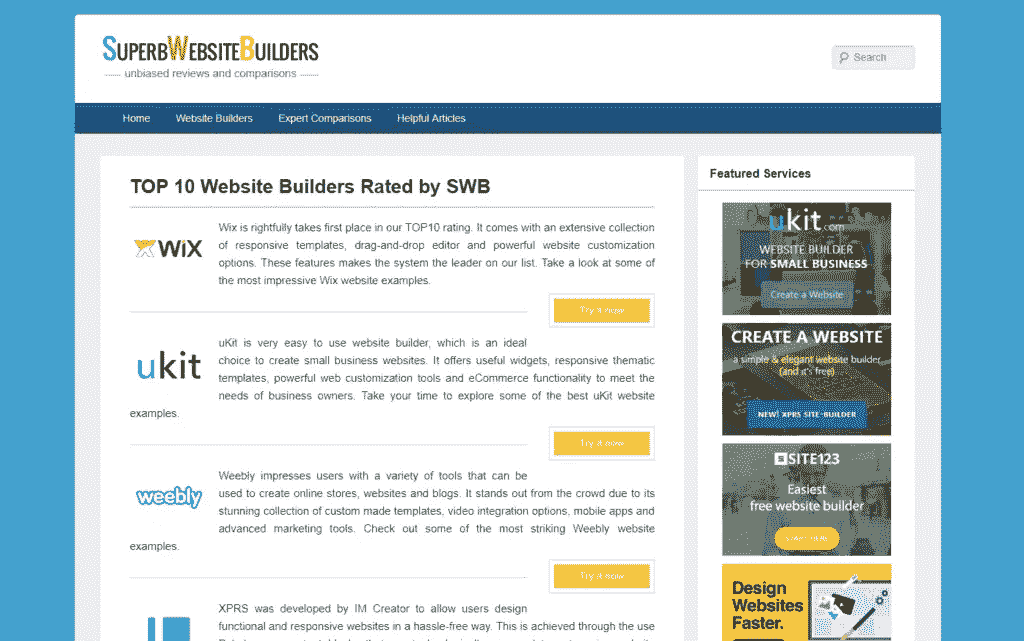 SUPERBWEBSITEBUILDERS
unbiased reviews and comparisons
Search
Home Website Builders Expert Comparisons Helpful Articles
TOP 10 Website Builders Rated by SWB
WiX
Wix is rightfully takes first place in our TOP10 rating. It comes with an extensive collection
of responsive templates, drag-and-drop editor and powerful website customization
options. These features makes the system the leader on our list. Take a look at some of
the most impressive Wix website examples.
Try it now
ukit
uKit is very easy to use website builder, which is an ideal
choice to create small business websites. It offers useful widgets, responsive thematic
templates, powerful web customization tools and eCommerce functionality to meet the
needs of business owners. Take your time to explore some of the best uKit website
examples.
Try it now
weebly
Weebly impresses users with a variety of tools that can be
used to create online stores, websites and blogs. It stands out from the crowd due to its
stunning collection of custom made templates, video integration options, mobile apps and
advanced marketing tools. Check out some of the most striking Weebly website
examples.
Try it now
XPRS was developed by IM Creator to allow users design
functional and responsive websites in a hassle-free way. This is achieved through the use
Featured Services
ukit.com
WEBSITE BUILDER
FOR SMALL BUSINESS
Create a Website
CREATE A WEBSITE
a simple & elegant website builder
(and it's free)
NEW! XPRS SITE-BUILDER
SITE123
Easiest
free website builder
Design
Websites
Faster.